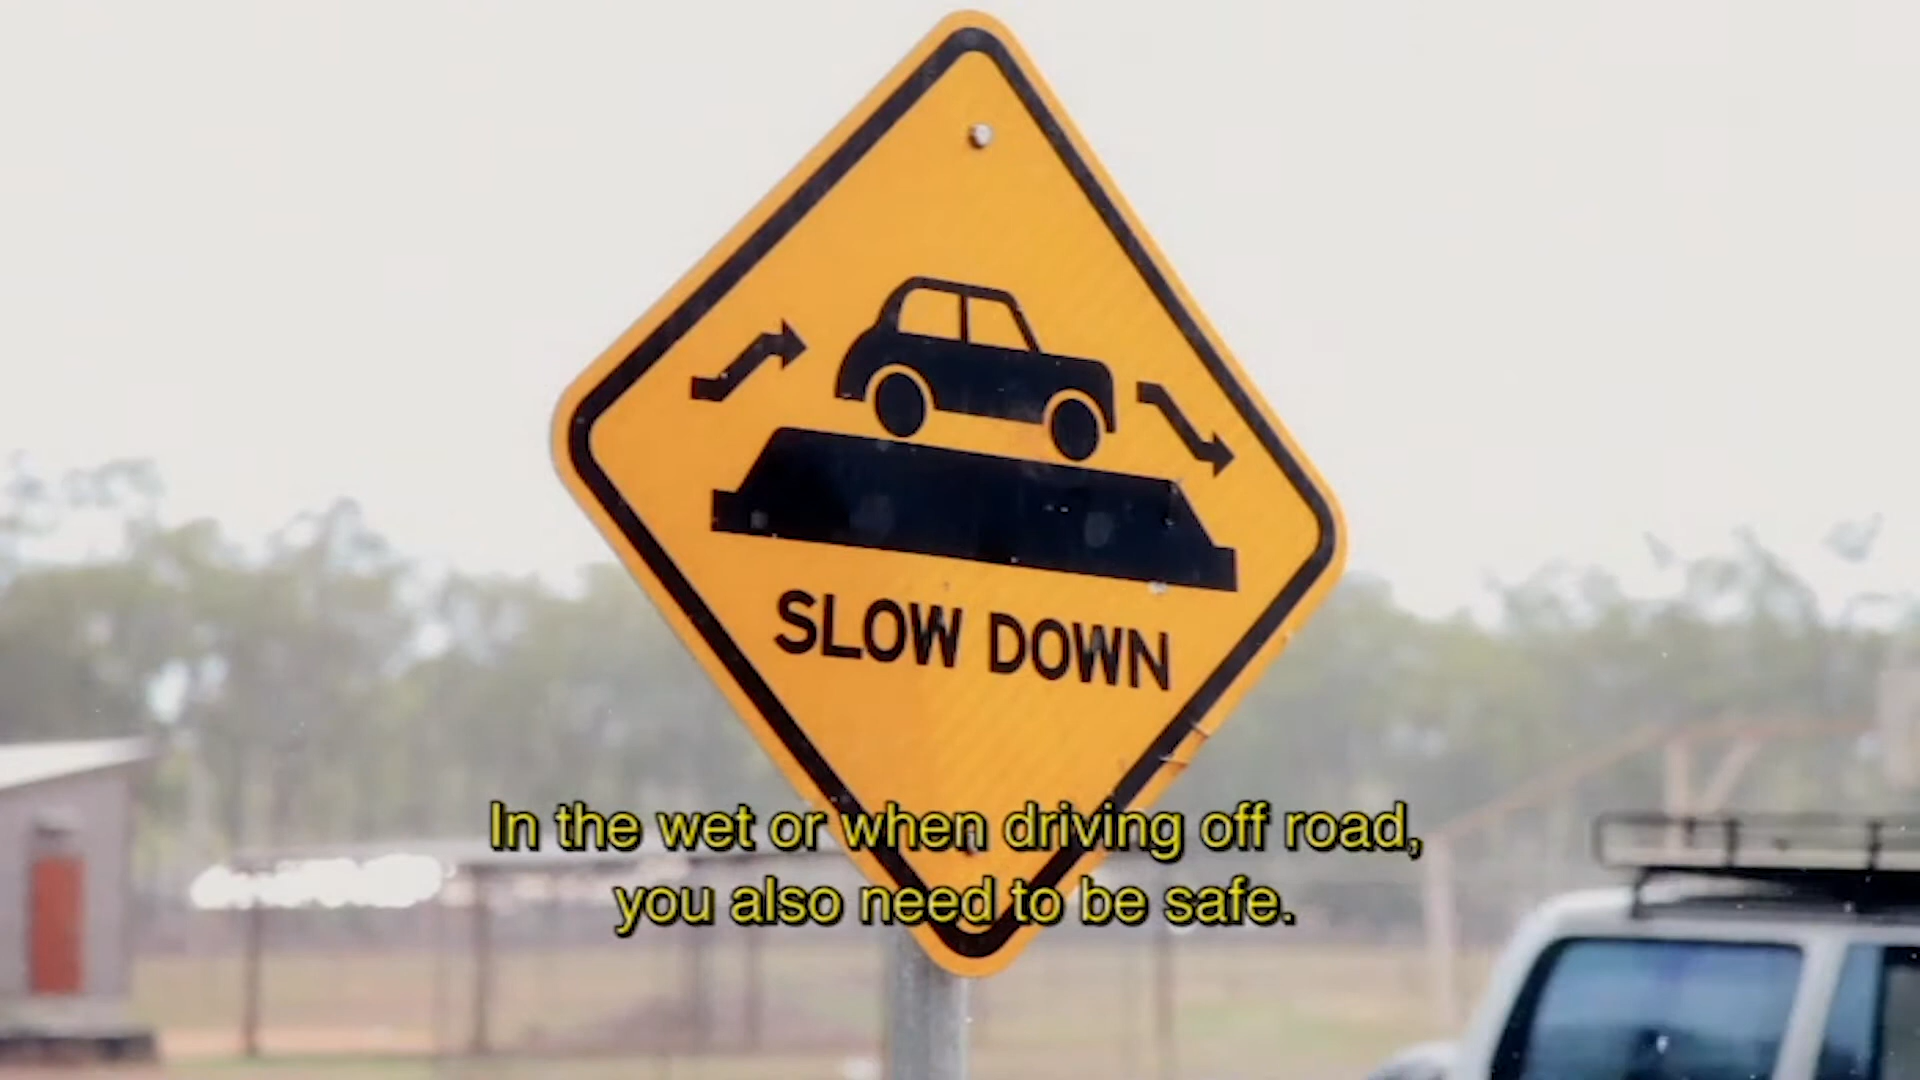 SLOW DOWN
In the wet or when driving off road,
you also need to be safe.